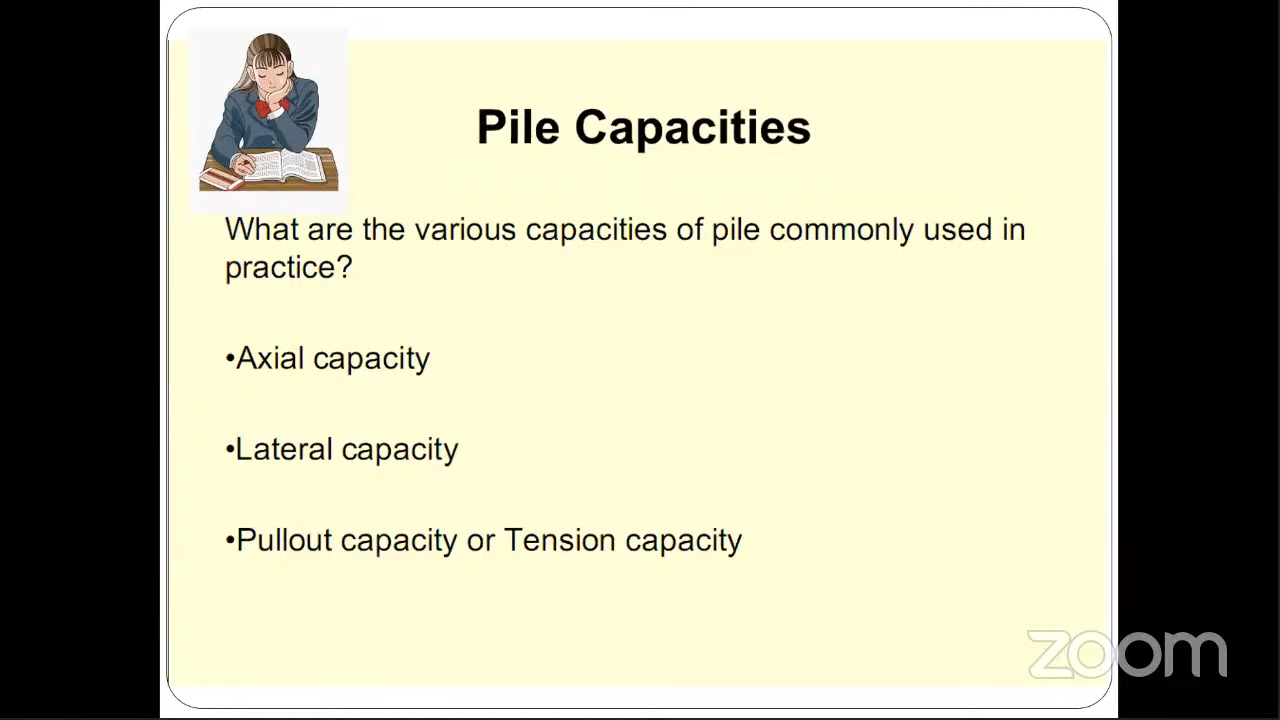 Pile Capacities
What are the various capacities of pile commonly used in
practice?
•Axial capacity
•Lateral capacity
•Pullout capacity or Tension capacity
zoom